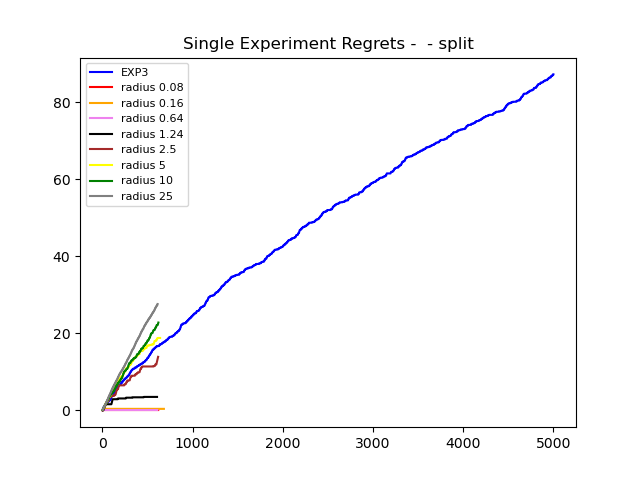 Single Experiment Regrets -  - split
EXP3
radius 0.08
radius 0.16
radius 0.64
radius 1.24
radius 2.5
radius 5
radius 10
radius 25
80
60
40
20
0
0 1000 2000 3000 4000 5000